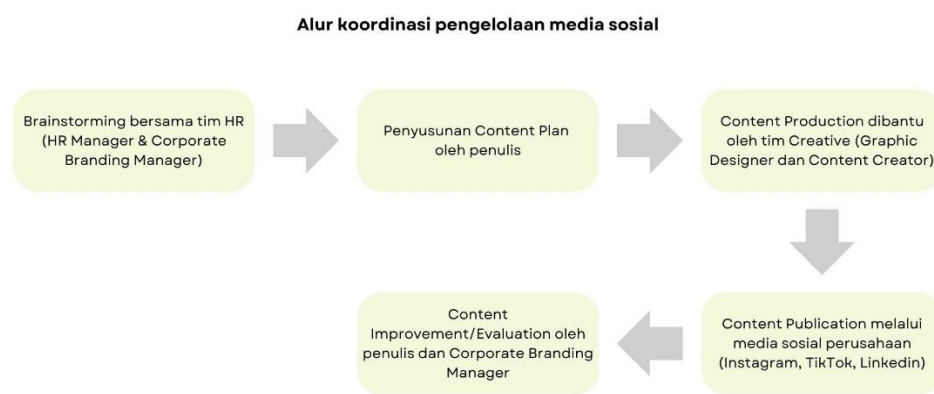 Alur koordinasi pengelolaan media sosial
Brainstorming bersama tim HR
(HR Manager & Corporate
Branding Manager)
Penyusunan Content Plan
oleh penulis
Content Production dibantu
oleh tim Creative (Graphic
Designer dan Content Creator)
Content Publication melalui
media sosial perusahaan
(Instagram, TikTok, Linkedin)
Content
Improvement/Evaluation oleh
penulis dan Corporate Branding
Manager